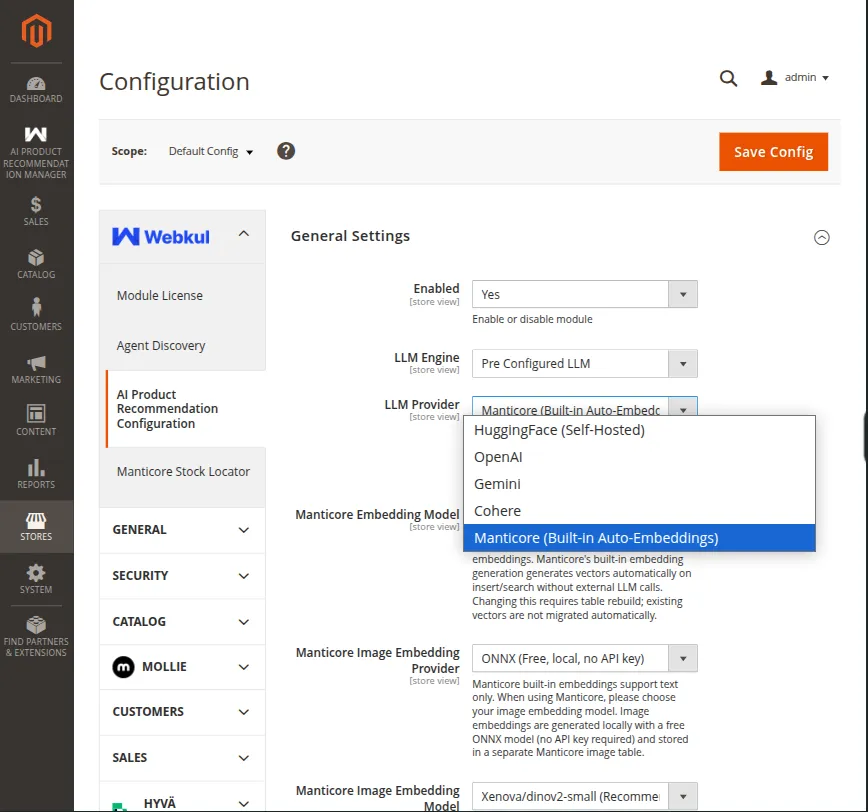 DASHBOARD
AI PRODUCT
RECOMMENDAT
ION MANAGER
SALES
CATALOG
CUSTOMERS
MARKETING
CONTENT
REPORTS
STORES
SYSTEM
FIND PARTNERS
& EXTENSIONS
Configuration
admin
Scope:
Default Config
?
Save Config
Webkul
Module License
Agent Discovery
AI Product
Recommendation
Configuration
Manticore Stock Locator
GENERAL
SECURITY
CATALOG
MOLLIE
CUSTOMERS
SALES
HYVÄ
General Settings
Enabled
[store view]
Yes
Enable or disable module
LLM Engine
[store view]
Pre Configured LLM
LLM Provider
[store view]
Manticore (Built-in Auto-Embedd
HuggingFace (Self-Hosted)
OpenAI
Gemini
Cohere
Manticore (Built-in Auto-Embeddings)
Manticore Embedding Model
[store view]
embeddings. Manticore's built-in embedding
generation generates vectors automatically on
insert/search without external LLM calls.
Changing this requires table rebuild; existing
vectors are not migrated automatically.
Manticore Image Embedding
Provider
[store view]
ONNX (Free, local, no API key)
Manticore built-in embeddings support text
only. When using Manticore, please choose
your image embedding model. Image
embeddings are generated locally with a free
ONNX model (no API key required) and stored
in a separate Manticore image table.
Manticore Image Embedding
Model
Xenova/dinov2-small (Recomme